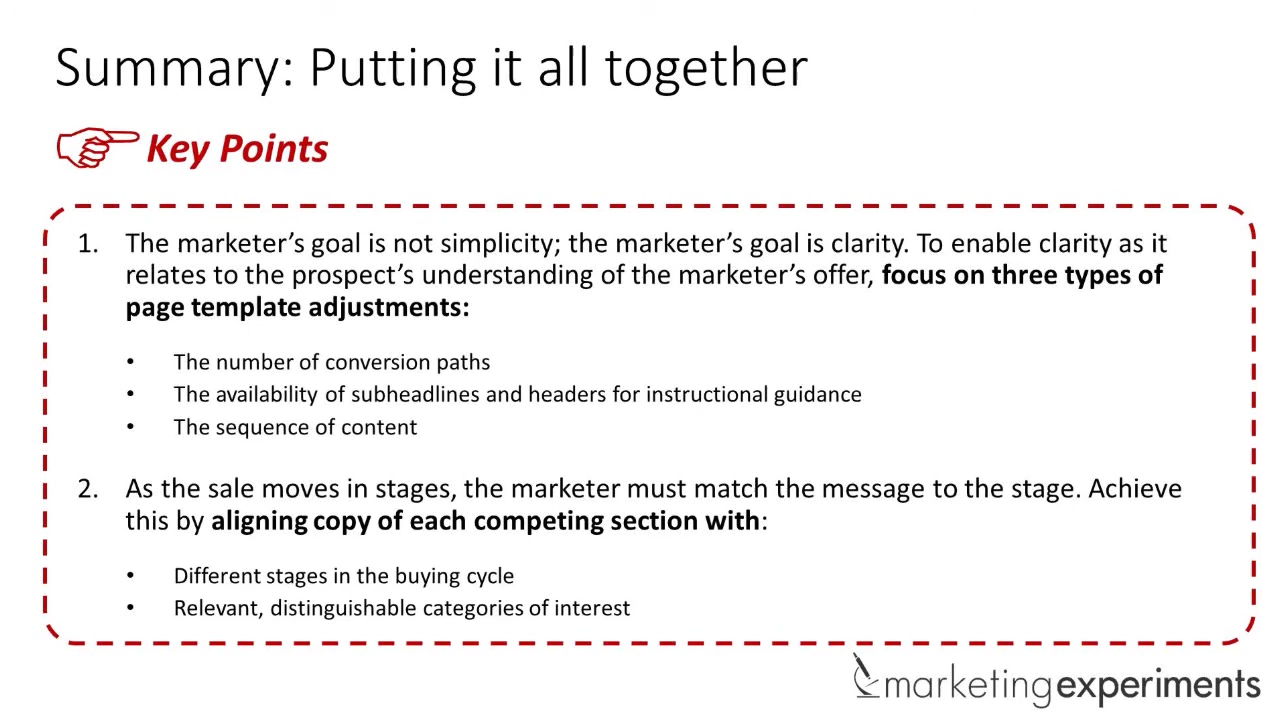 Summary: Putting it all together
Key Points
1. The marketer’s goal is not simplicity; the marketer’s goal is clarity. To enable clarity as it
relates to the prospect’s understanding of the marketer’s offer, focus on three types of
page template adjustments:
• The number of conversion paths
• The availability of subheadlines and headers for instructional guidance
• The sequence of content
2. As the sale moves in stages, the marketer must match the message to the stage. Achieve
this by aligning copy of each competing section with:
• Different stages in the buying cycle
• Relevant, distinguishable categories of interest
marketingexperiments